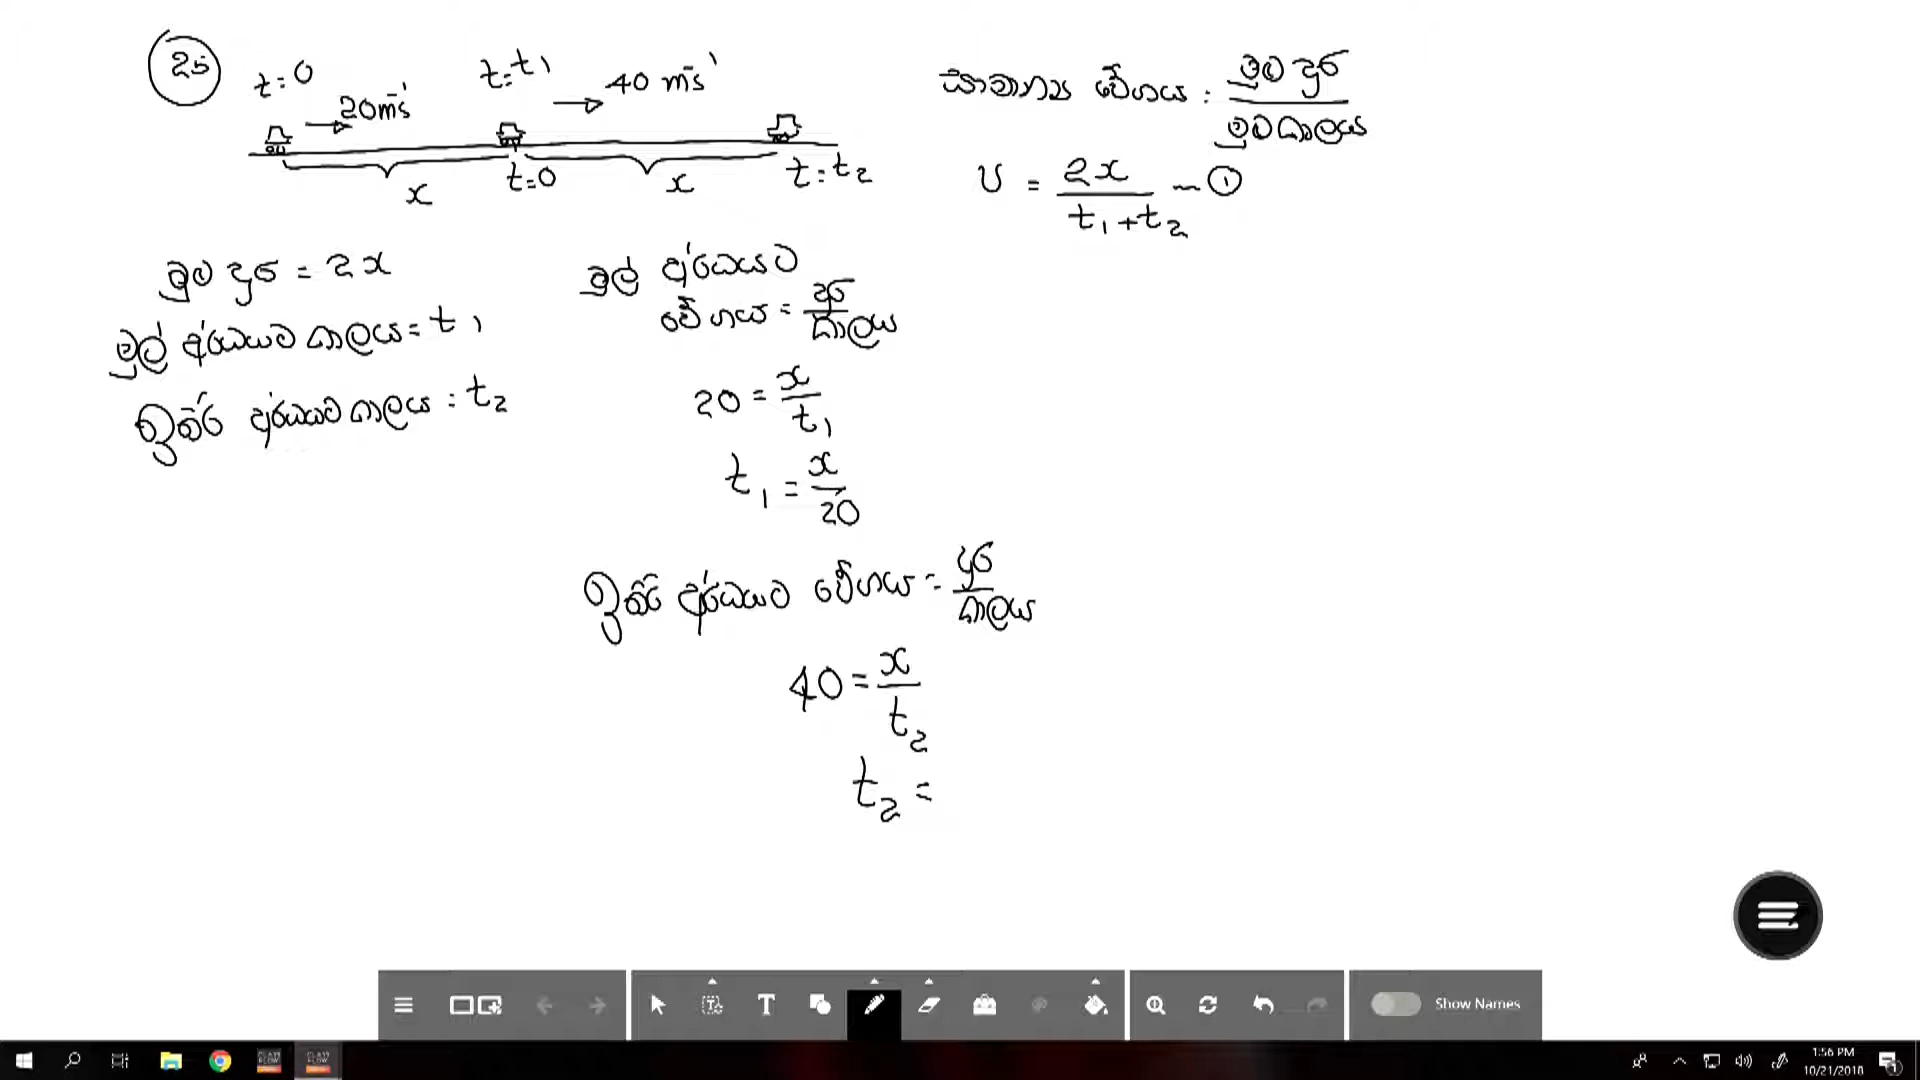 25
t=0
t=t₁
20ms⁻¹
40 ms⁻¹
x
t=0
x
t=t₂
මුළු දුර = 2x
මුල් අර්ධයට කාලය = t₁
ඉතිරි අර්ධයට කාලය = t₂
මුල් අර්ධයට
වේගය = දුර/කාලය
20 = x/t₁
t₁ = x/20
ඉතිරි අර්ධයට වේගය = දුර/කාලය
40 = x/t₂
t₂ =
සාමාන්‍ය වේගය = මුළු දුර/මුළු කාලය
v = 2x/(t₁+t₂) – ①
Show Names
1:56 PM
10/21/2018